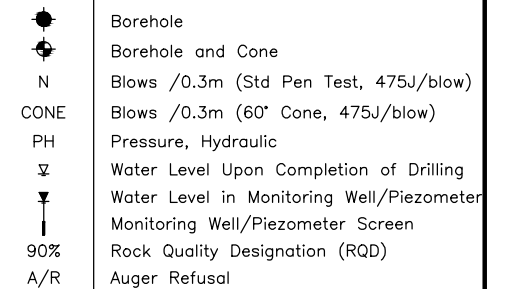 Borehole
Borehole and Cone
N Blows /0.3m (Std Pen Test, 475J/blow)
CONE Blows /0.3m (60° Cone, 475J/blow)
PH Pressure, Hydraulic
Water Level Upon Completion of Drilling
Water Level in Monitoring Well/Piezometer
Monitoring Well/Piezometer Screen
90% Rock Quality Designation (RQD)
A/R Auger Refusal